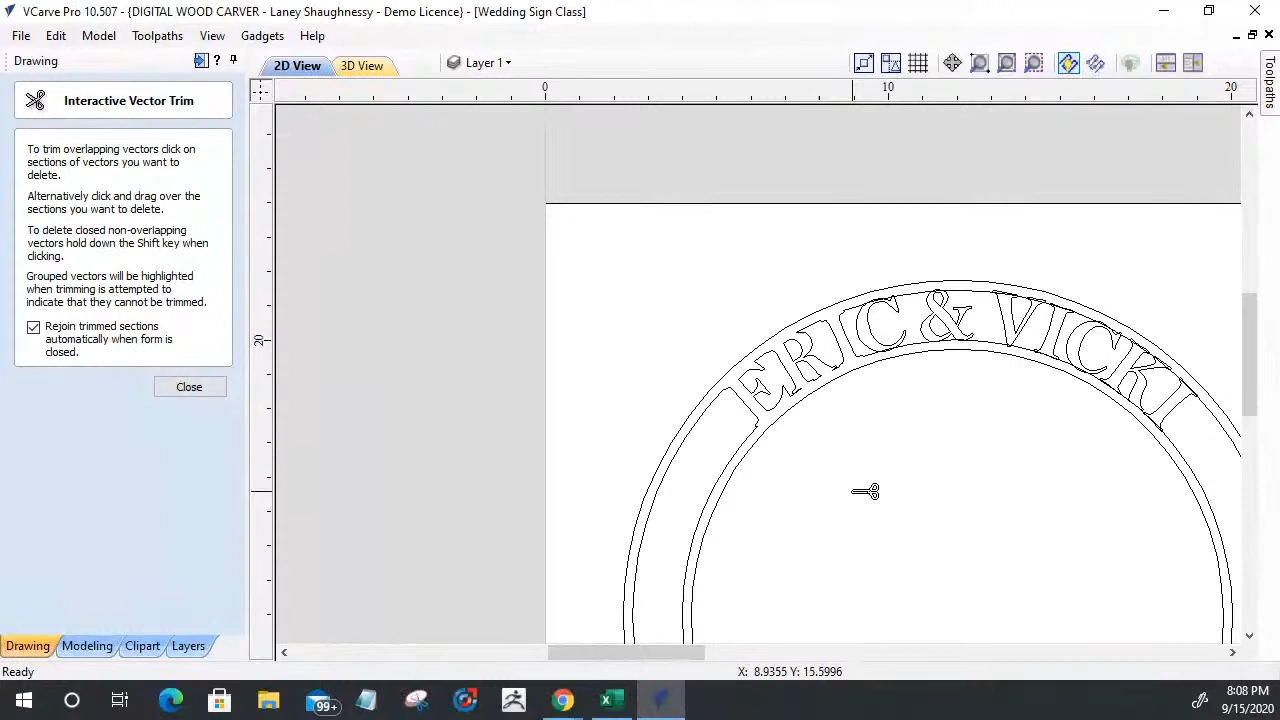 VCarve Pro 10.507 - {DIGITAL WOOD CARVER - Laney Shaughnessy - Demo Licence} - [Wedding Sign Class]
File Edit Model Toolpaths View Gadgets Help
Drawing
2D View 3D View Layer 1
Interactive Vector Trim
To trim overlapping vectors click on
sections of vectors you want to
delete.
Alternatively click and drag over the
sections you want to delete.
To delete closed non-overlapping
vectors hold down the Shift key when
clicking.
Grouped vectors will be highlighted
when trimming is attempted to
indicate that they cannot be trimmed.
Rejoin trimmed sections
automatically when form is
closed.
Close
0 10 20
20
ERIC & VICKI
Toolpaths
Drawing Modeling Clipart Layers
Ready
X: 8.9355 Y: 15.5996
99+
8:08 PM
9/15/2020